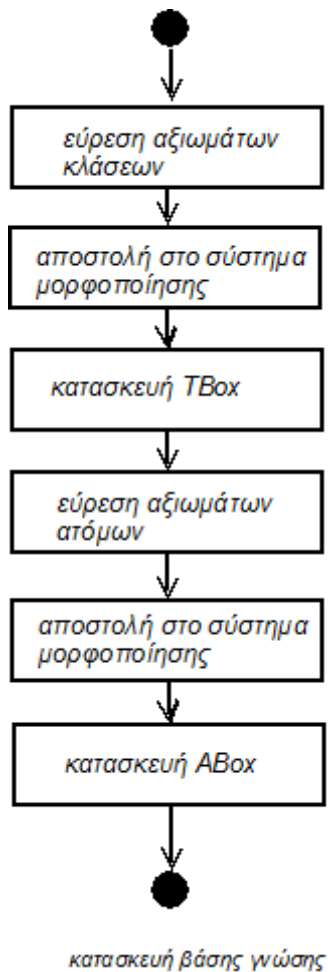 εύρεση αξιωμάτων
κλάσεων
αποστολή στο σύστημα
μορφοποίησης
κατασκευή TBox
εύρεση αξιωμάτων
ατόμων
αποστολή στο σύστημα
μορφοποίησης
κατασκευή ABox
κατασκευή βάσης γνώσης